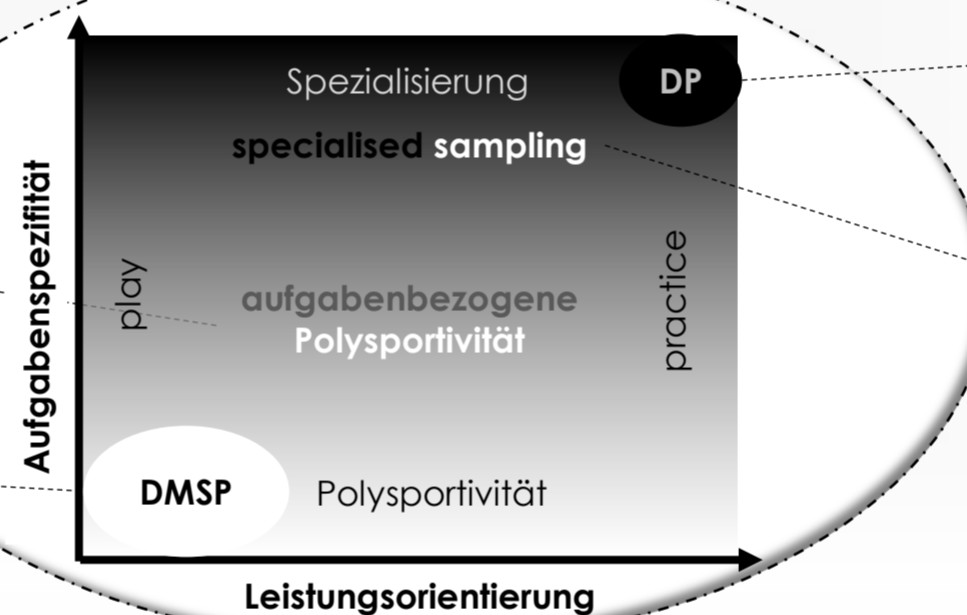 Spezialisierung
DP
specialised sampling
Aufgabenspezifität
play
practice
aufgabenbezogene
Polysportivität
DMSP
Polysportivität
Leistungsorientierung